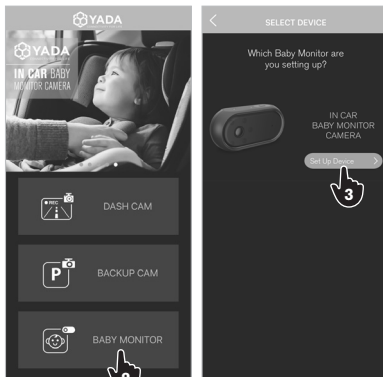 YADA
YADA
IN CAR BABY
MONITOR CAMERA
REC
DASH CAM
P
BACKUP CAM
BABY MONITOR
SELECT DEVICE
Which Baby Monitor are
you setting up?
IN CAR
BABY MONITOR
CAMERA
Set Up Device
3